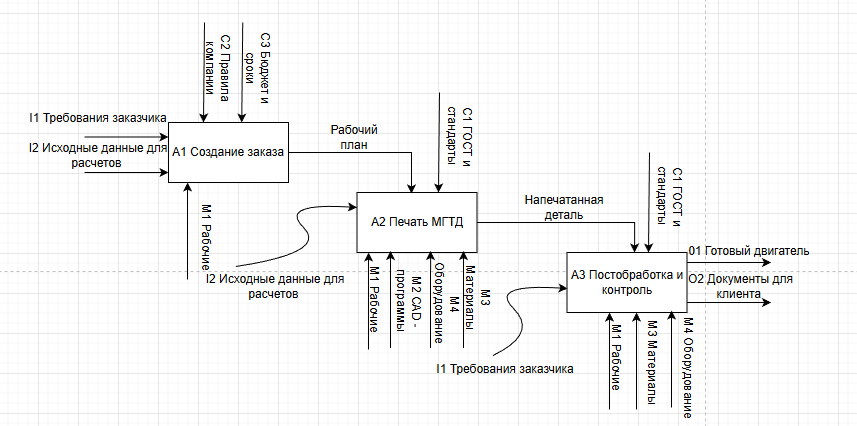 С2 Правила
компании
С3 Бюджет и
сроки
I1 Требования заказчика
I2 Исходные данные для
расчетов
А1 Создание заказа
М1 Рабочие
Рабочий
план
С1 ГОСТ и
стандарты
I2 Исходные данные для
расчетов
А2 Печать МГТД
М1 Рабочие
М2 CAD -
программы
М4
Оборудование
М3
Материалы
Напечатанная
деталь
С1 ГОСТ и
стандарты
I1 Требования заказчика
А3 Постобработка и
контроль
М1 Рабочие
М3 Материалы
М4 Оборудование
01 Готовый двигатель
О2 Документы для
клиента